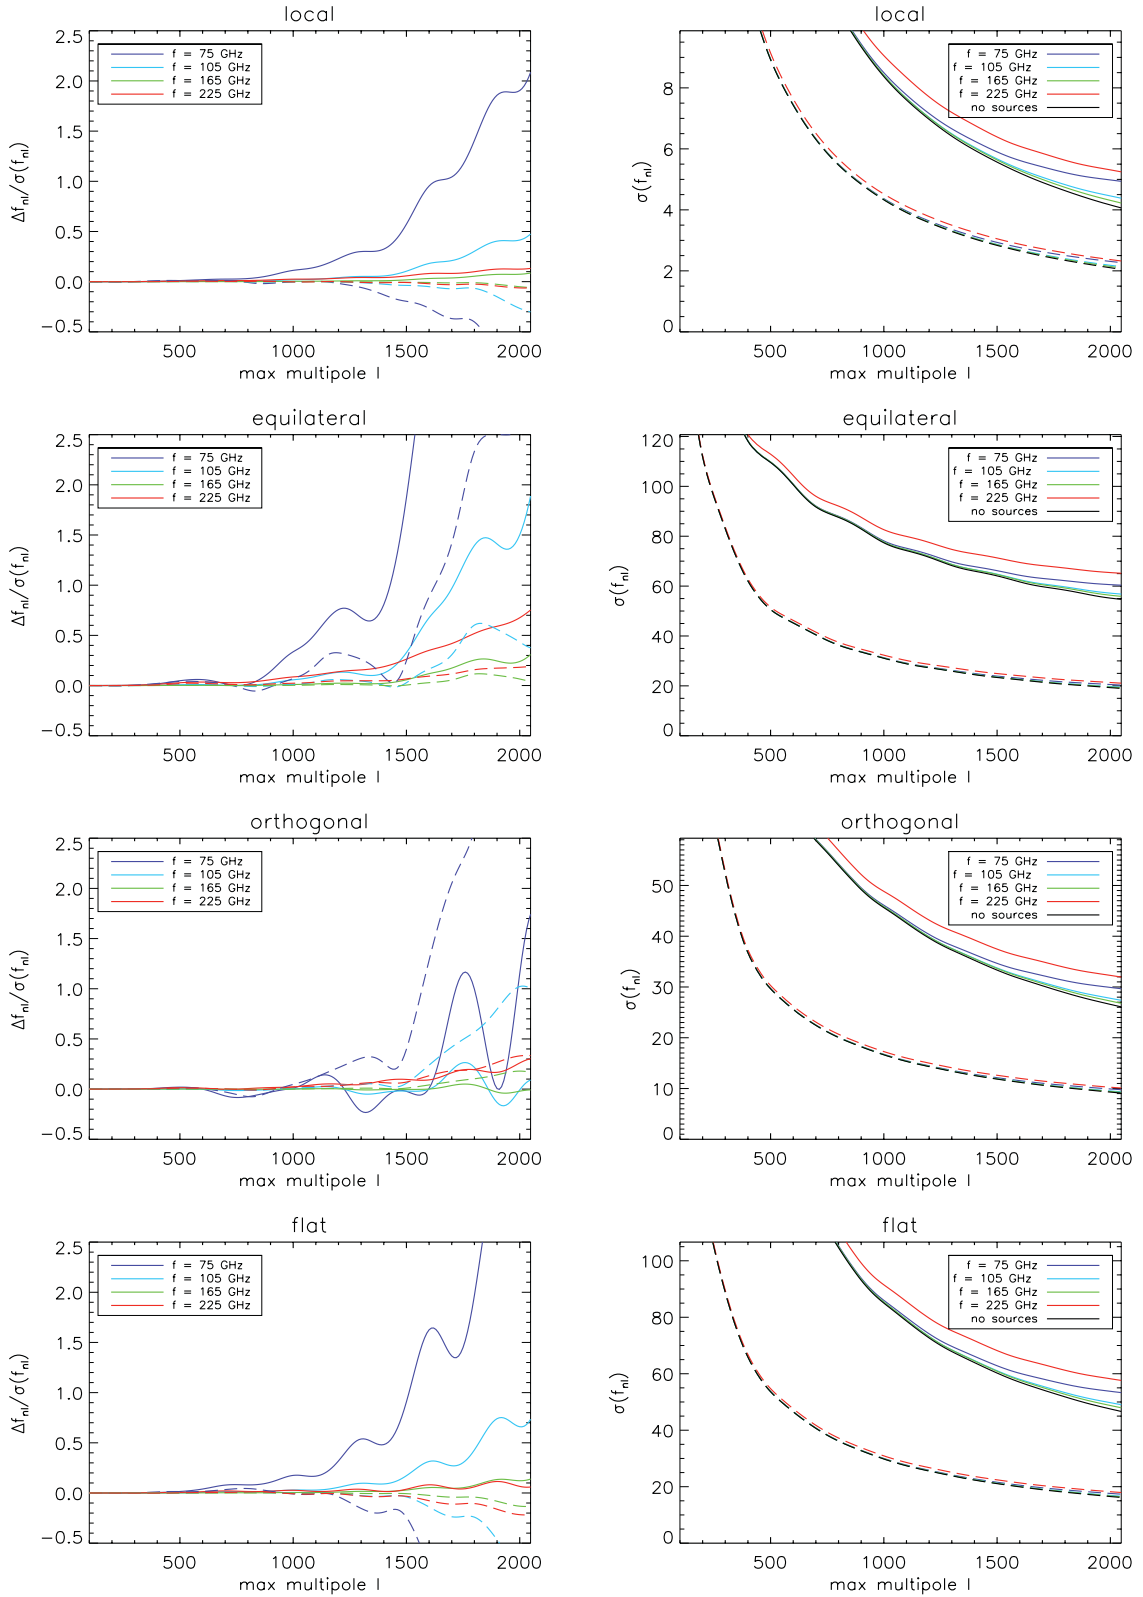 local
2.5
2.0
1.5
1.0
0.5
0.0
−0.5
Δf_nl/σ(f_nl)
f = 75 GHz
f = 105 GHz
f = 165 GHz
f = 225 GHz
500 1000 1500 2000
max multipole l
local
8
6
4
2
0
σ(f_nl)
f = 75 GHz
f = 105 GHz
f = 165 GHz
f = 225 GHz
no sources
500 1000 1500 2000
max multipole l
equilateral
2.5
2.0
1.5
1.0
0.5
0.0
−0.5
Δf_nl/σ(f_nl)
f = 75 GHz
f = 105 GHz
f = 165 GHz
f = 225 GHz
500 1000 1500 2000
max multipole l
equilateral
120
100
80
60
40
20
0
σ(f_nl)
f = 75 GHz
f = 105 GHz
f = 165 GHz
f = 225 GHz
no sources
500 1000 1500 2000
max multipole l
orthogonal
2.5
2.0
1.5
1.0
0.5
0.0
−0.5
Δf_nl/σ(f_nl)
f = 75 GHz
f = 105 GHz
f = 165 GHz
f = 225 GHz
500 1000 1500 2000
max multipole l
orthogonal
50
40
30
20
10
0
σ(f_nl)
f = 75 GHz
f = 105 GHz
f = 165 GHz
f = 225 GHz
no sources
500 1000 1500 2000
max multipole l
flat
2.5
2.0
1.5
1.0
0.5
0.0
−0.5
Δf_nl/σ(f_nl)
f = 75 GHz
f = 105 GHz
f = 165 GHz
f = 225 GHz
500 1000 1500 2000
max multipole l
flat
100
80
60
40
20
0
σ(f_nl)
f = 75 GHz
f = 105 GHz
f = 165 GHz
f = 225 GHz
no sources
500 1000 1500 2000
max multipole l